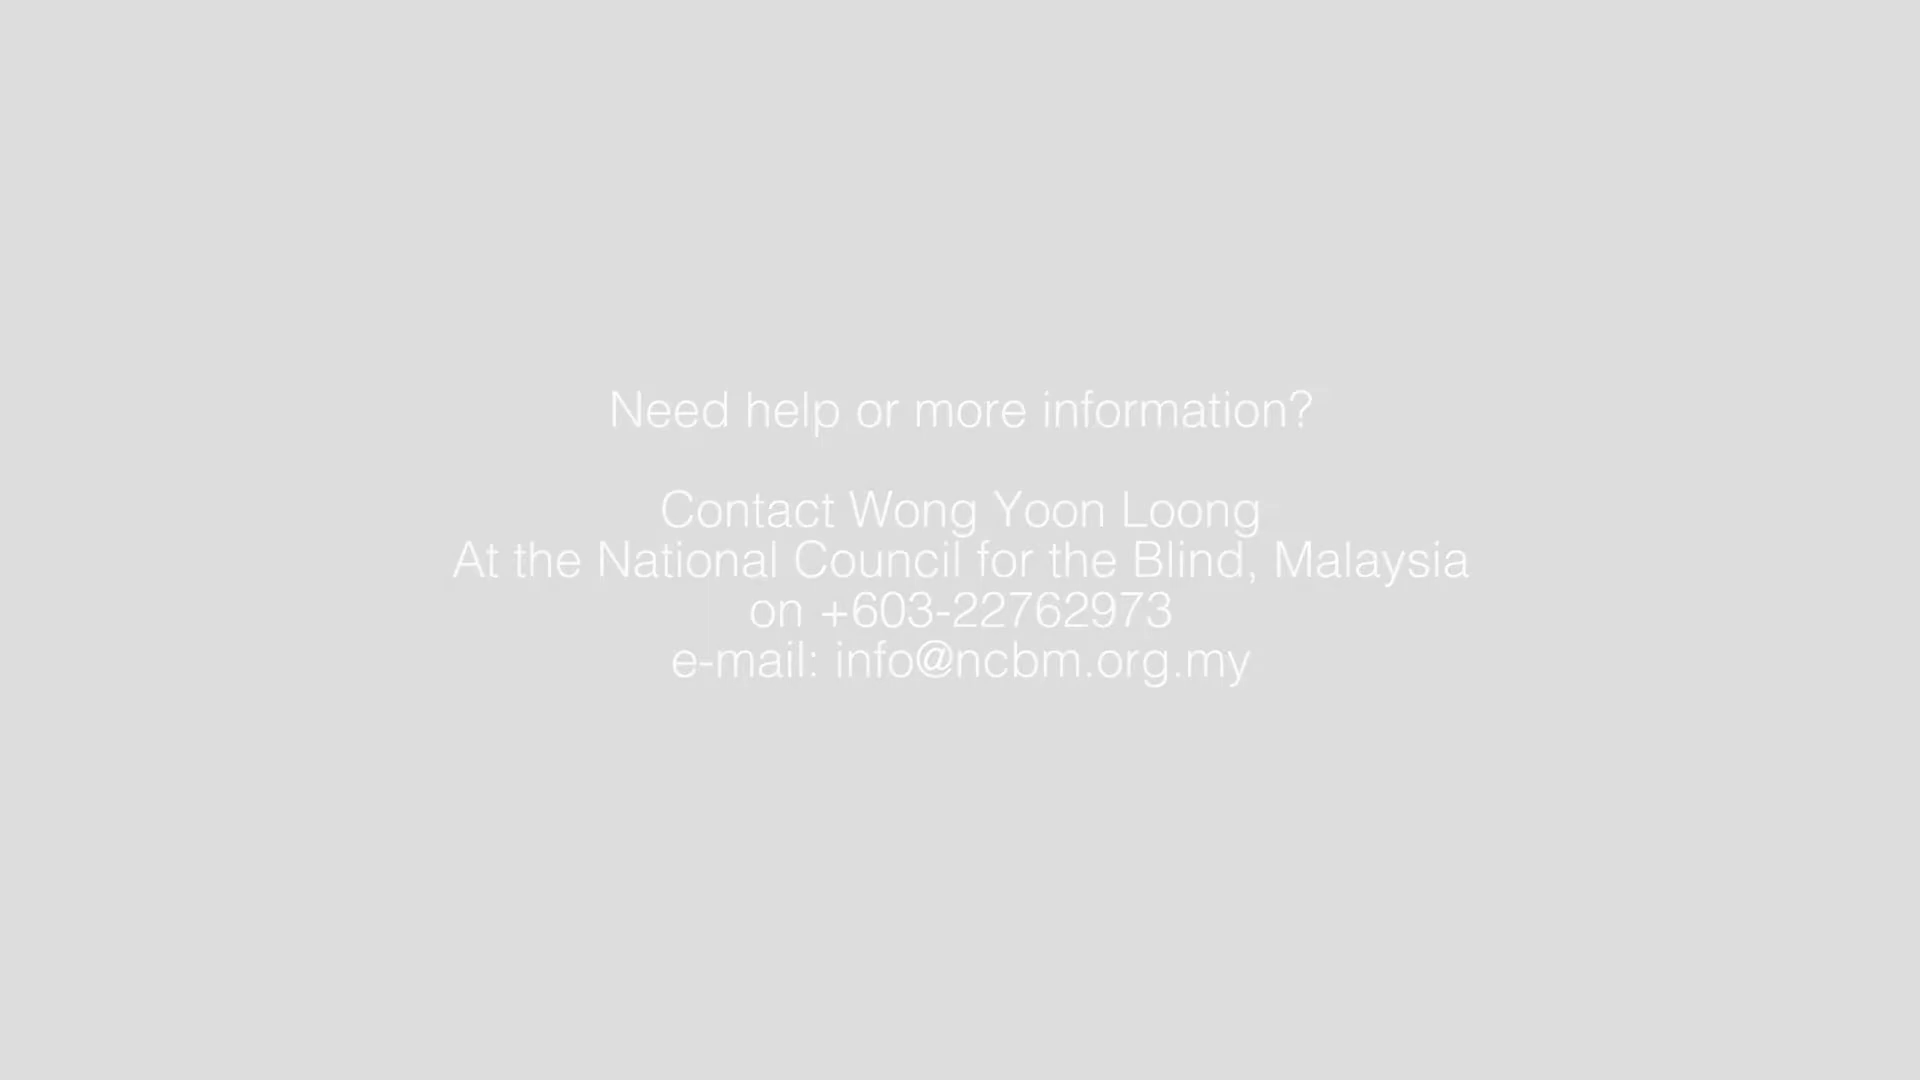 Need help or more information?
Contact Wong Yoon Loong
At the National Council for the Blind, Malaysia
on +603-22762973
e-mail: info@ncbm.org.my